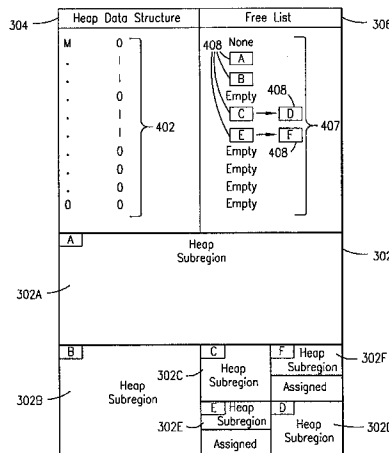 304 Heap Data Structure Free List 306
M 0 408 None
. 1 A
. 1 B 408
. 0 Empty
. 1 C D
402 407
. 1 E F
. 0 Empty 408
. 0 Empty
. 0 Empty
0 0 Empty
A Heap
Subregion 302
302A
B C F Heap
Subregion 302F
Heap
Subregion
302C
Assigned
Heap
Subregion
302B
E Heap
Subregion D
302E
Assigned
Heap
Subregion
302D